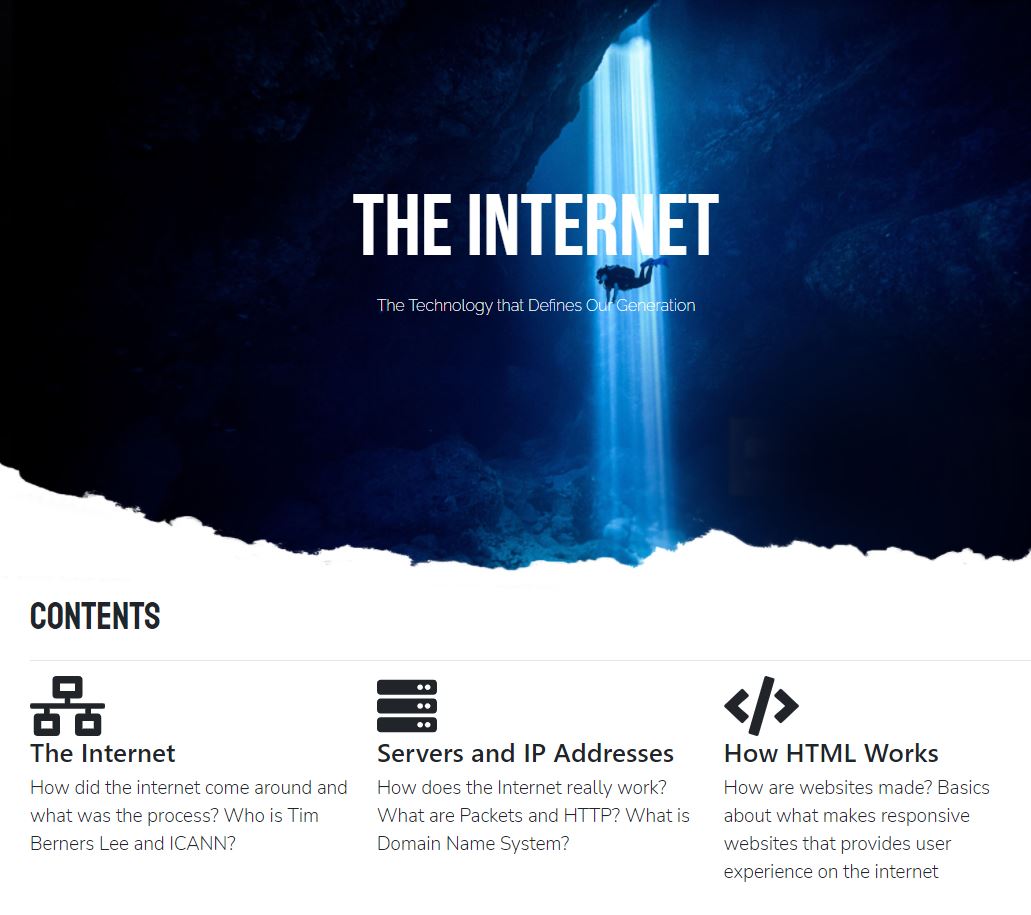 THE INTERNET
The Technology that Defines Our Generation
CONTENTS
The Internet
How did the internet come around and
what was the process? Who is Tim
Berners Lee and ICANN?
Servers and IP Addresses
How does the Internet really work?
What are Packets and HTTP? What is
Domain Name System?
How HTML Works
How are websites made? Basics
about what makes responsive
websites that provides user
experience on the internet